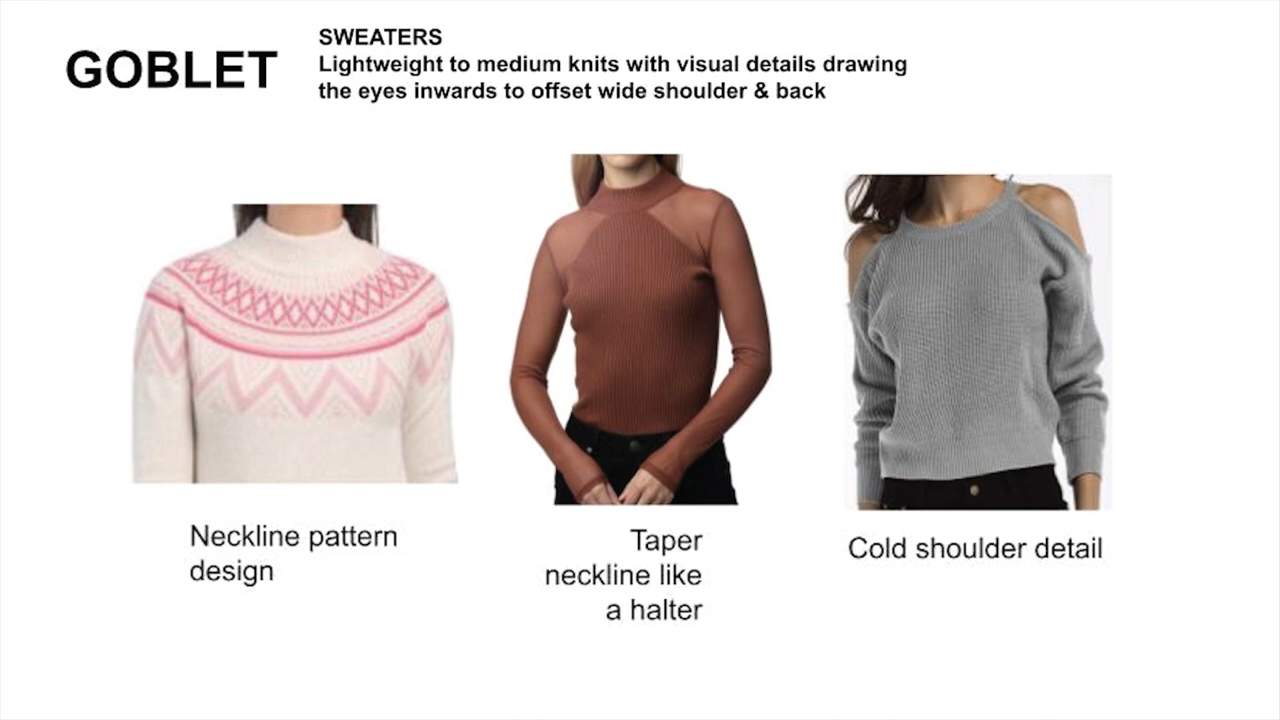 GOBLET
SWEATERS
Lightweight to medium knits with visual details drawing
the eyes inwards to offset wide shoulder & back
Neckline pattern
design
Taper
neckline like
a halter
Cold shoulder detail